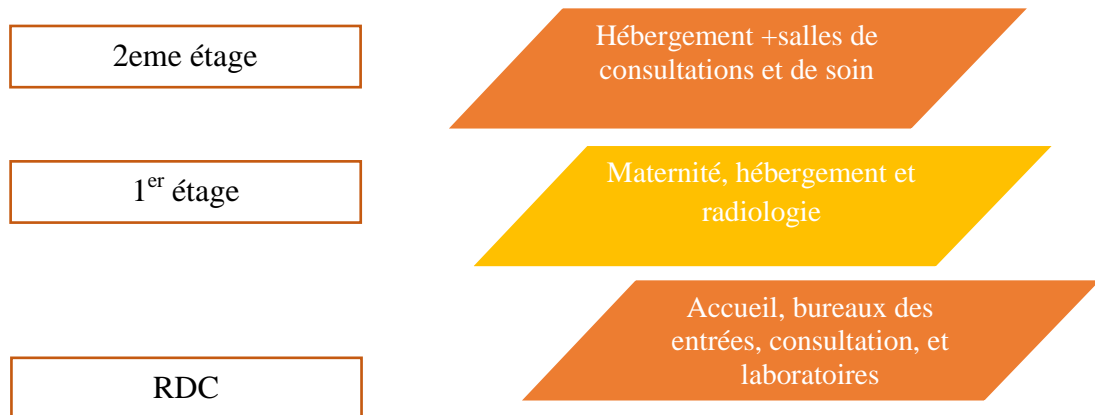 2eme étage
Hébergement +salles de
consultations et de soin
1er étage
Maternité, hébergement et
radiologie
Accueil, bureaux des
entrées, consultation, et
laboratoires
RDC